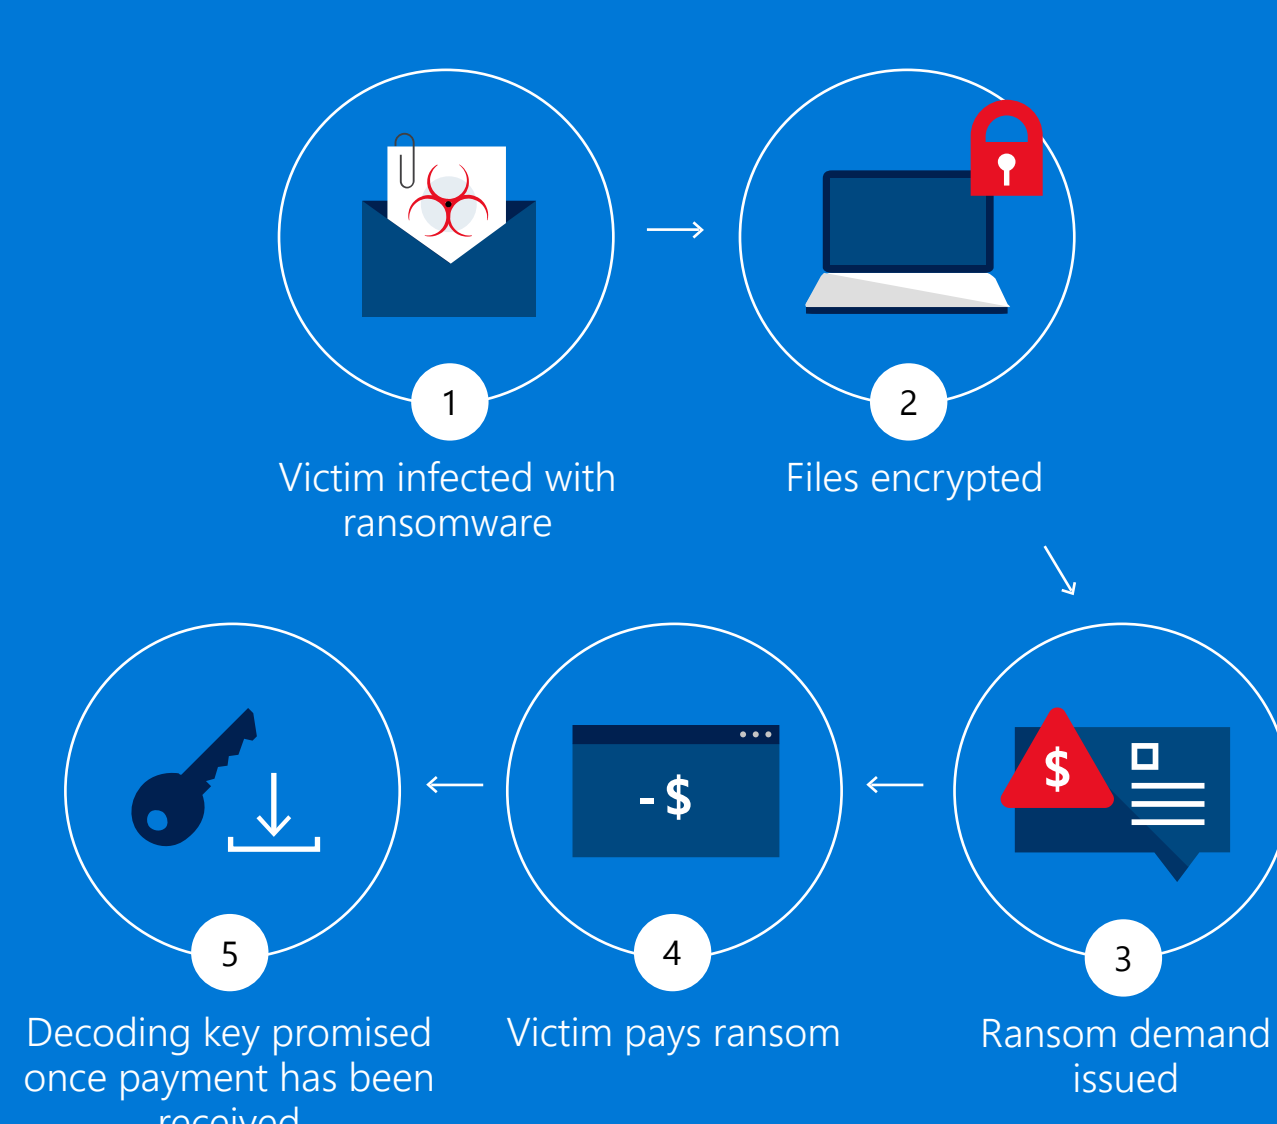 1
Victim infected with
ransomware
2
Files encrypted
$
3
Ransom demand
issued
-$
4
Victim pays ransom
5
Decoding key promised
once payment has been
received